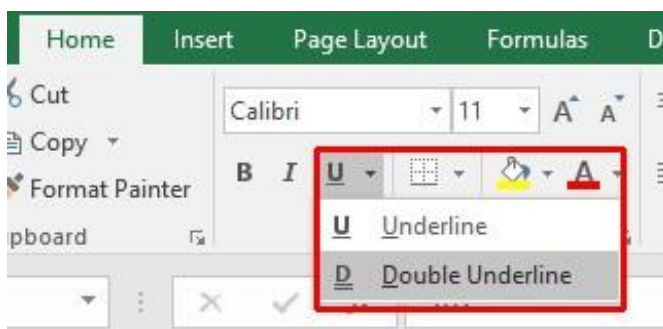 Home Insert Page Layout Formulas D
Cut
Calibri 11 A A
Copy
B I U A
Format Painter
pboard
U Underline
D Double Underline